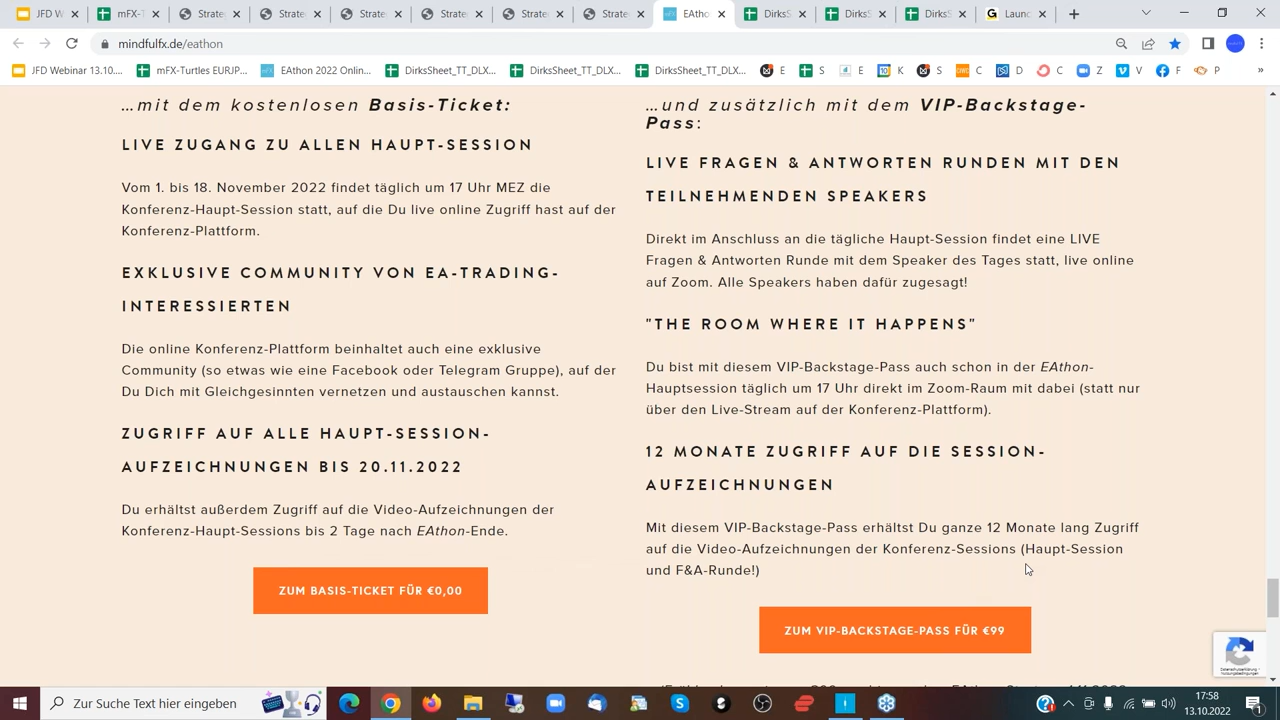 JFD W
mFX-T
Strate
Strate
Strate
Strate
Strate
EAthon
DirksS
DirksS
DirksS
Launc
mindfulfx.de/eathon
JFD Webinar 13.10....
mFX-Turtles EURJP...
EAthon 2022 Onlin...
DirksSheet_TT_DLX...
DirksSheet_TT_DLX...
DirksSheet_TT_DLX...
E
S
E
K
S
C
D
C
Z
V
F
P
»
…mit dem kostenlosen Basis-Ticket:
LIVE ZUGANG ZU ALLEN HAUPT-SESSION
Vom 1. bis 18. November 2022 findet täglich um 17 Uhr MEZ die
Konferenz-Haupt-Session statt, auf die Du live online Zugriff hast auf der
Konferenz-Plattform.
EXKLUSIVE COMMUNITY VON EA-TRADING-
INTERESSIERTEN
Die online Konferenz-Plattform beinhaltet auch eine exklusive
Community (so etwas wie eine Facebook oder Telegram Gruppe), auf der
Du Dich mit Gleichgesinnten vernetzen und austauschen kannst.
ZUGRIFF AUF ALLE HAUPT-SESSION-
AUFZEICHNUNGEN BIS 20.11.2022
Du erhältst außerdem Zugriff auf die Video-Aufzeichnungen der
Konferenz-Haupt-Sessions bis 2 Tage nach EAthon-Ende.
ZUM BASIS-TICKET FÜR €0,00
…und zusätzlich mit dem VIP-Backstage-
Pass:
LIVE FRAGEN & ANTWORTEN RUNDEN MIT DEN
TEILNEHMENDEN SPEAKERS
Direkt im Anschluss an die tägliche Haupt-Session findet eine LIVE
Fragen & Antworten Runde mit dem Speaker des Tages statt, live online
auf Zoom. Alle Speakers haben dafür zugesagt!
"THE ROOM WHERE IT HAPPENS"
Du bist mit diesem VIP-Backstage-Pass auch schon in der EAthon-
Hauptsession täglich um 17 Uhr direkt im Zoom-Raum mit dabei (statt nur
über den Live-Stream auf der Konferenz-Plattform).
12 MONATE ZUGRIFF AUF DIE SESSION-
AUFZEICHNUNGEN
Mit diesem VIP-Backstage-Pass erhältst Du ganze 12 Monate lang Zugriff
auf die Video-Aufzeichnungen der Konferenz-Sessions (Haupt-Session
und F&A-Runde!)
ZUM VIP-BACKSTAGE-PASS FÜR €99
Zur Suche Text hier eingeben
17:58
13.10.2022